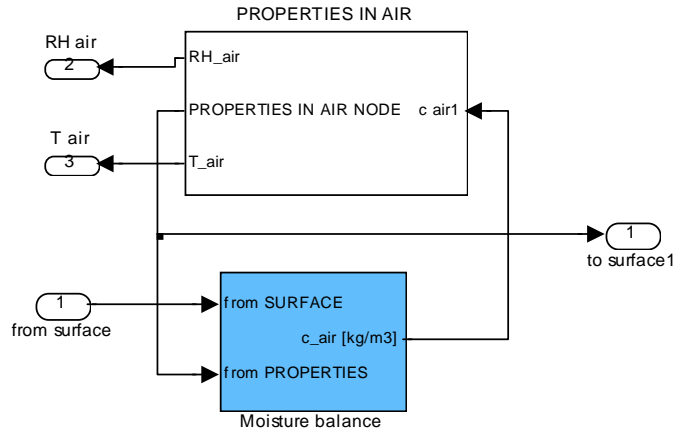 PROPERTIES IN AIR
RH air
2
RH_air
PROPERTIES IN AIR NODE
c air1
T air
3
T_air
1
to surface1
1
from surface
from SURFACE
c_air [kg/m3]
from PROPERTIES
Moisture balance